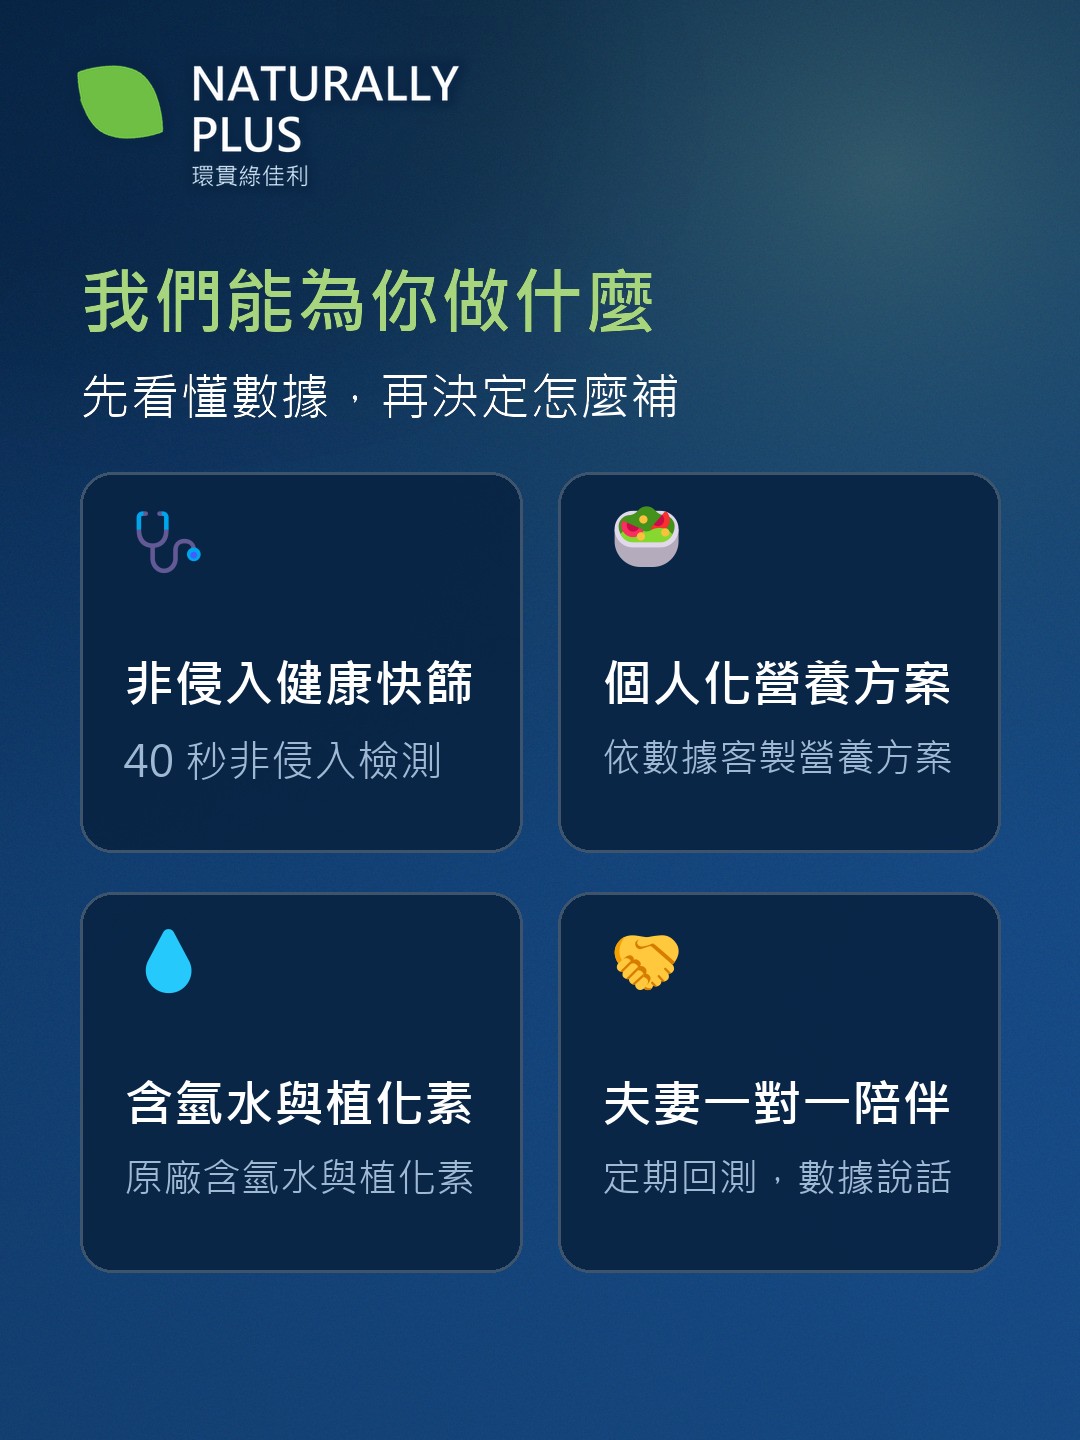 NATURALLY
PLUS
環貫綠佳利
我們能為你做什麼
先看懂數據，再決定怎麼補
非侵入健康快篩
40 秒非侵入檢測
個人化營養方案
依數據客製營養方案
含氫水與植化素
原廠含氫水與植化素
夫妻一對一陪伴
定期回測，數據說話